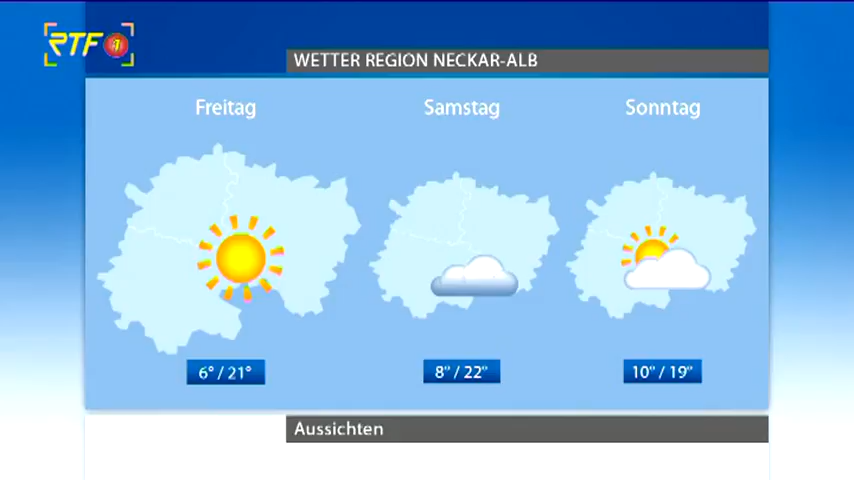 RTF 1
WETTER REGION NECKAR-ALB
Freitag
Samstag
Sonntag
6° / 21°
8° / 22°
10° / 19°
Aussichten